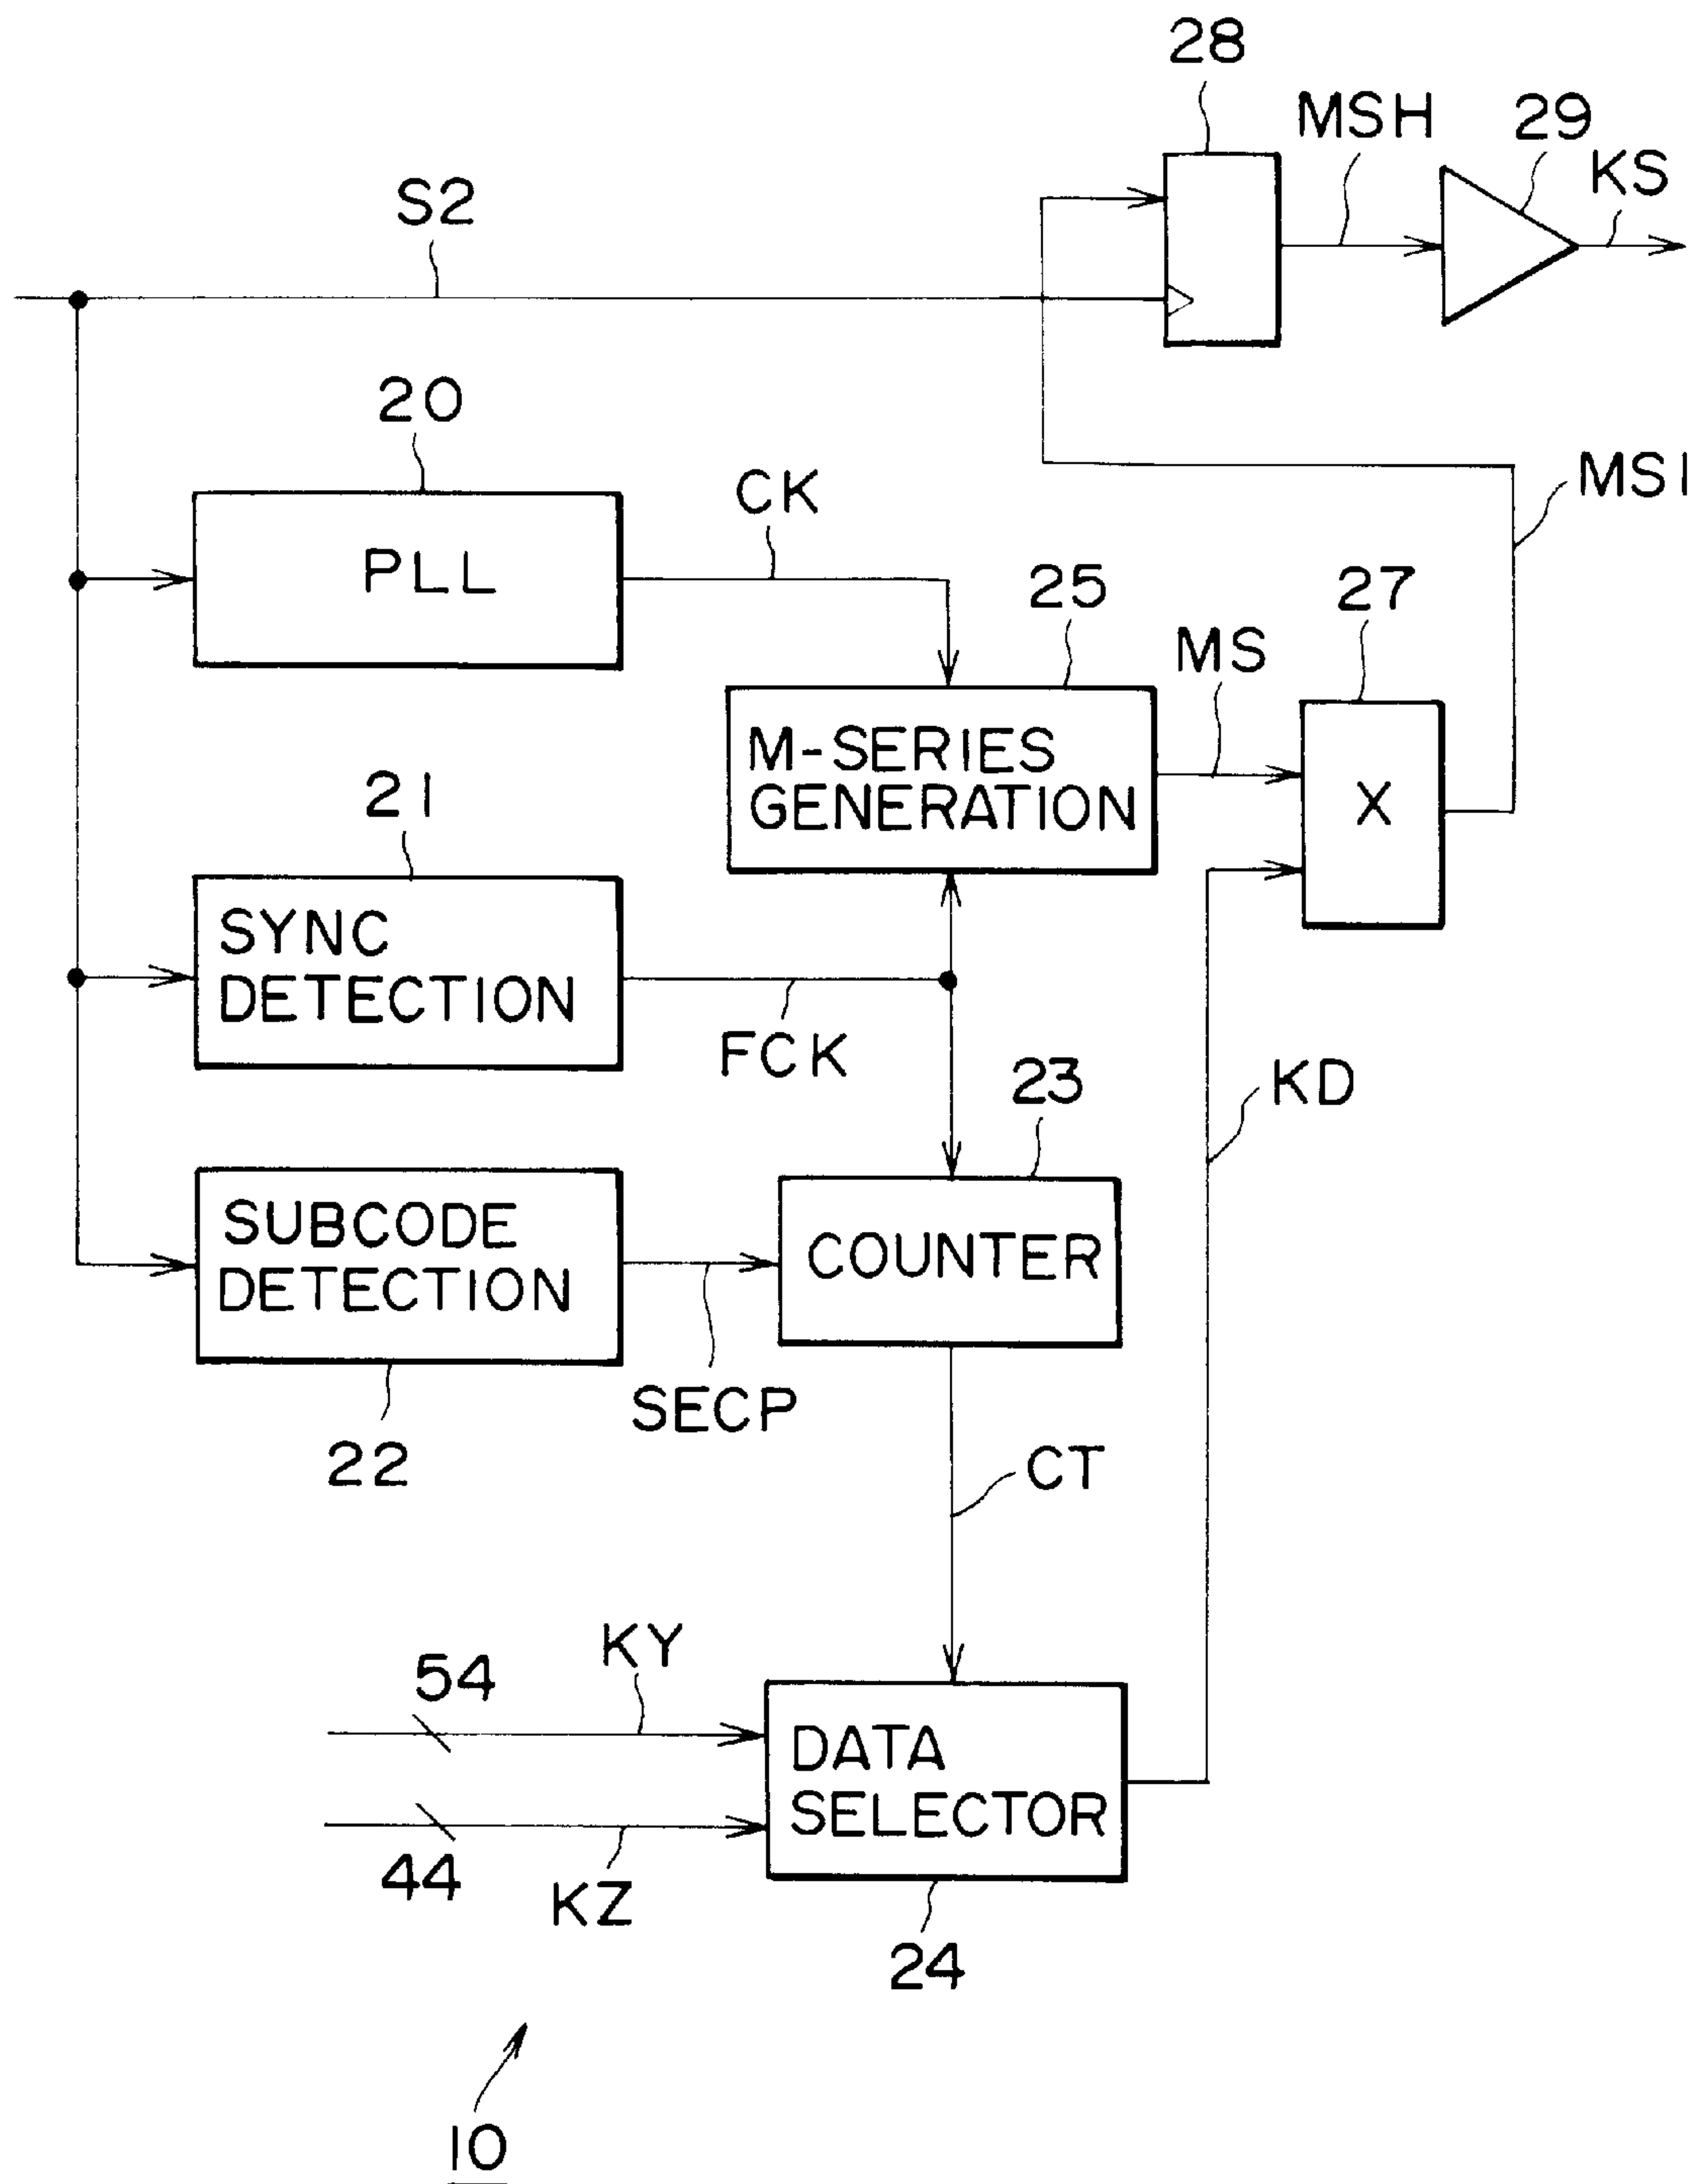 28
MSH
29
KS
S2
20
PLL
CK
MS1
25
27
MS
M-SERIES
GENERATION
X
21
SYNC
DETECTION
FCK
23
KD
SUBCODE
DETECTION
COUNTER
SECP
22
CT
KY
54
DATA
SELECTOR
44
KZ
24
10